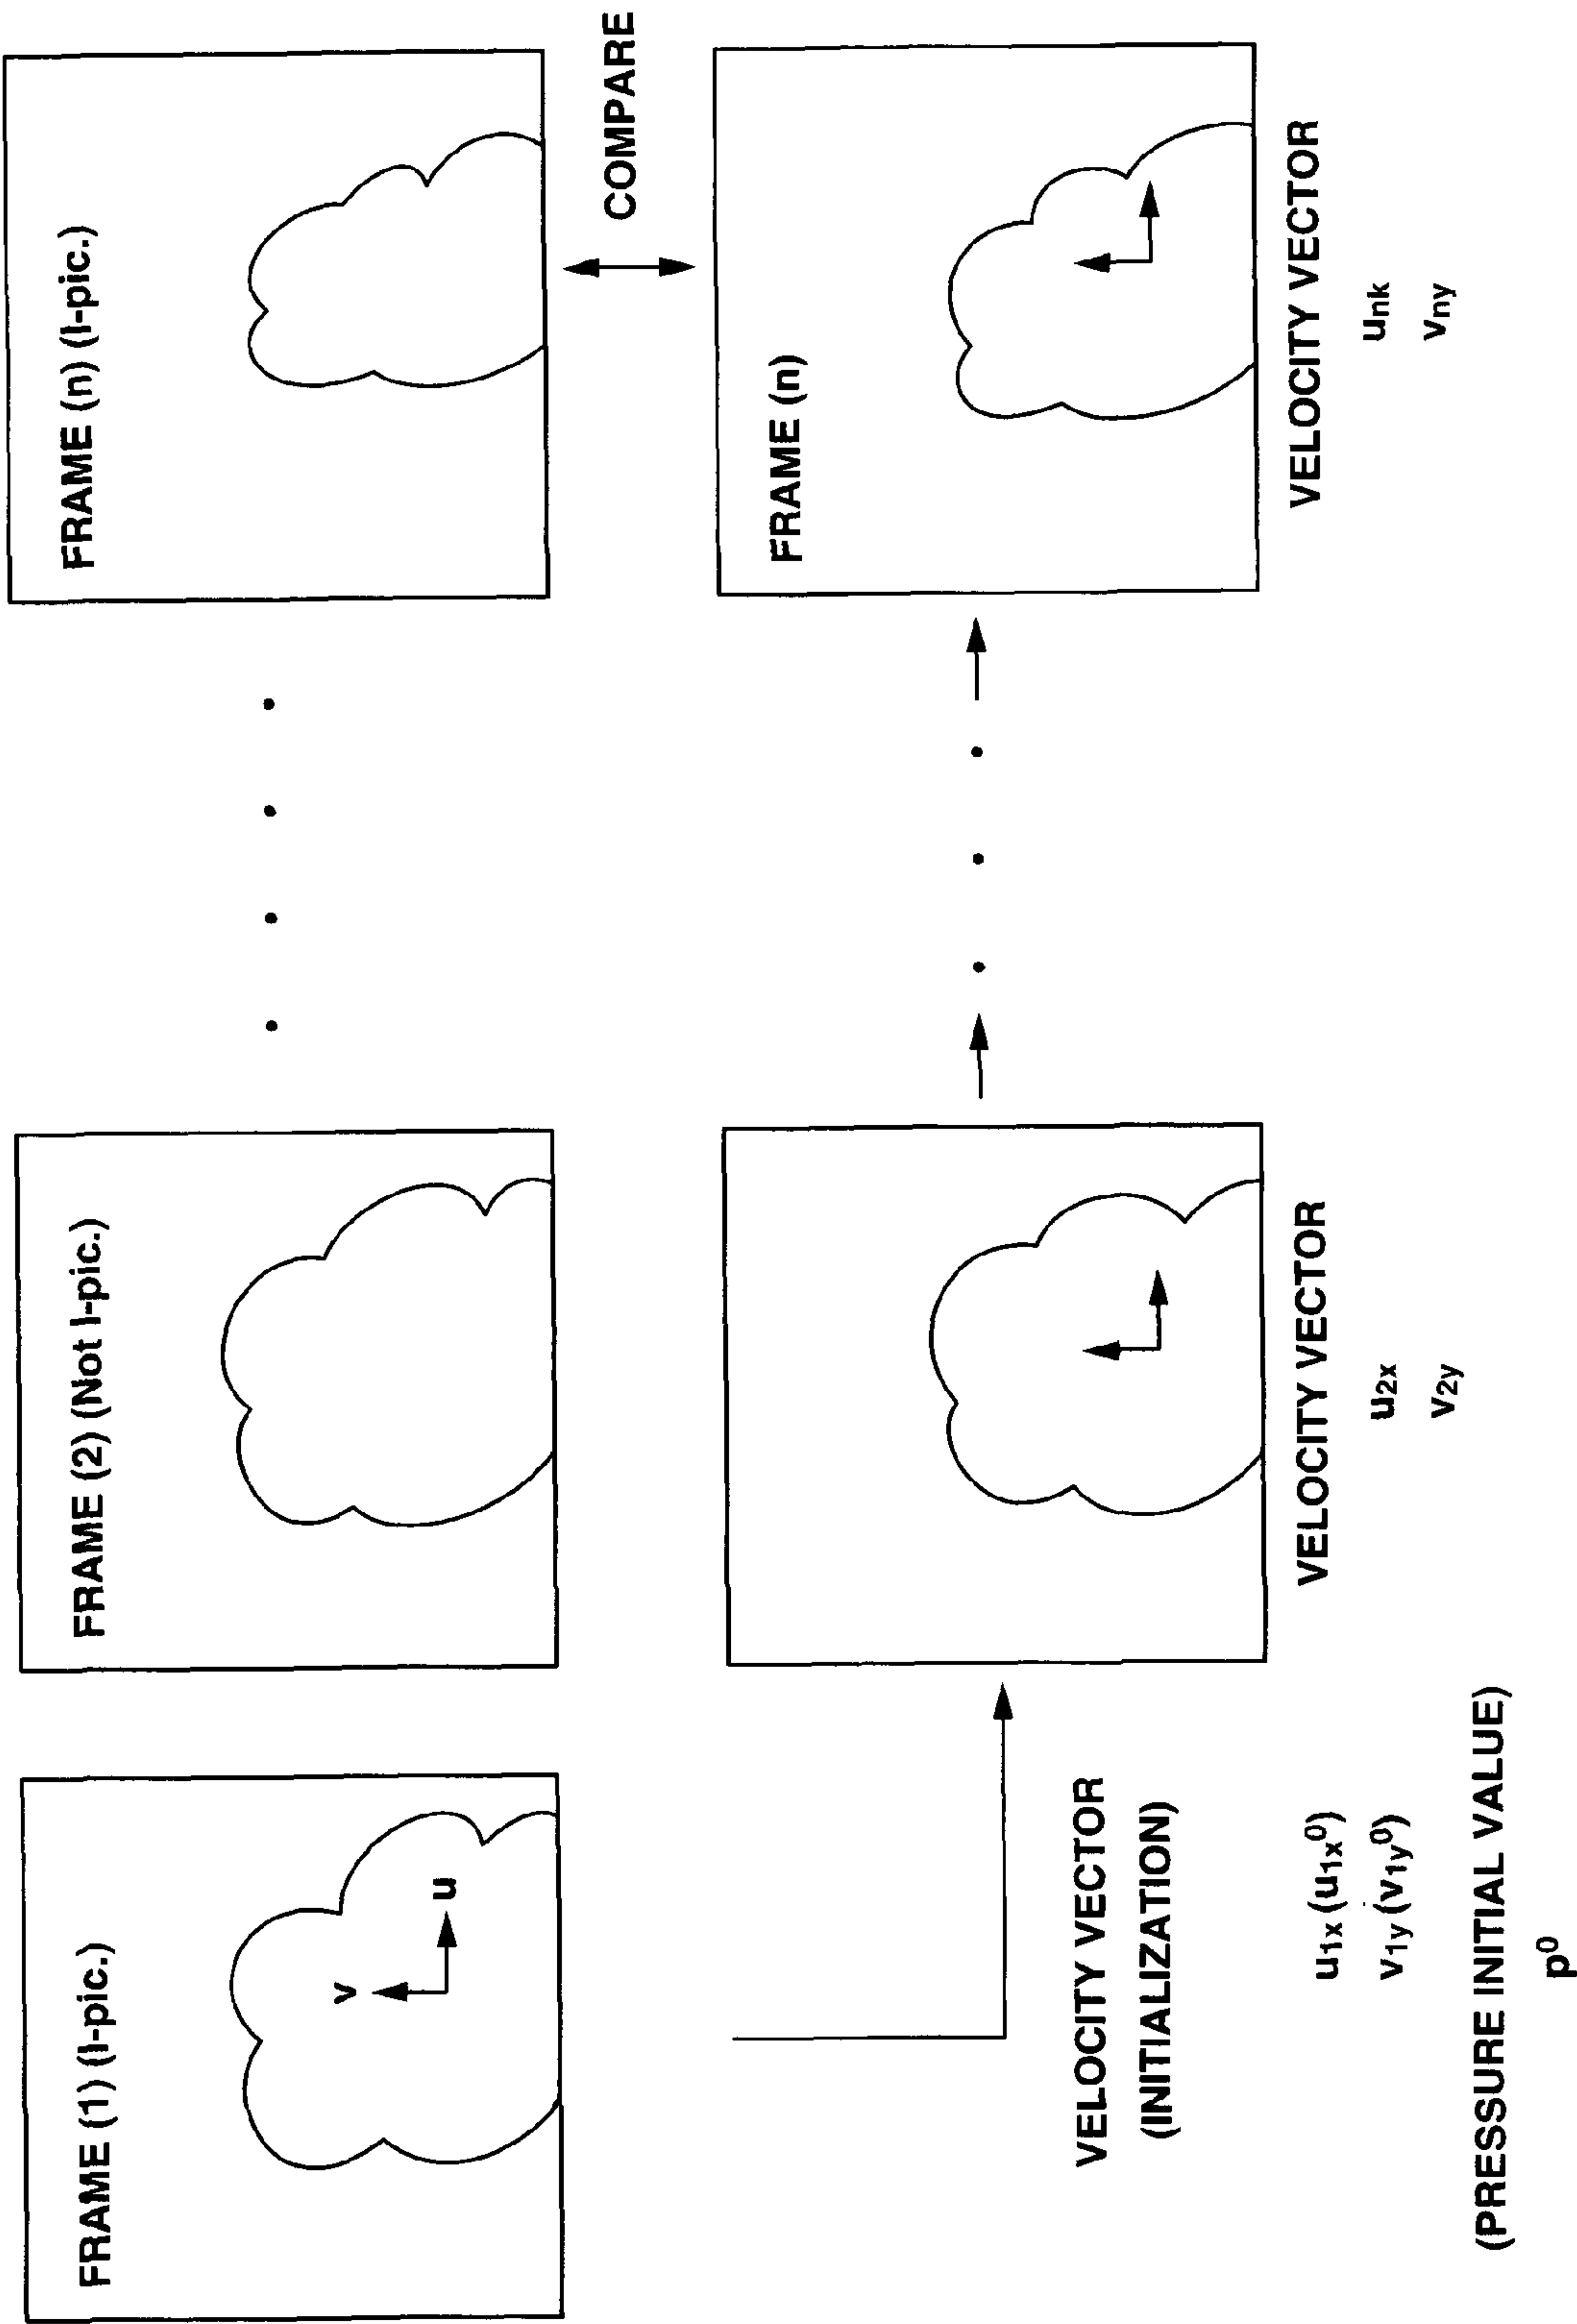 FRAME (1) (I-pic.)
v
u
FRAME (2) (Not I-pic.)
FRAME (n) (I-pic.)
COMPARE
FRAME (n)
VELOCITY VECTOR
(INITIALIZATION)
u1x (u1x⁰)
v1y (v1y⁰)
(PRESSURE INITIAL VALUE)
p⁰
VELOCITY VECTOR
u2x
v2y
VELOCITY VECTOR
unk
vny